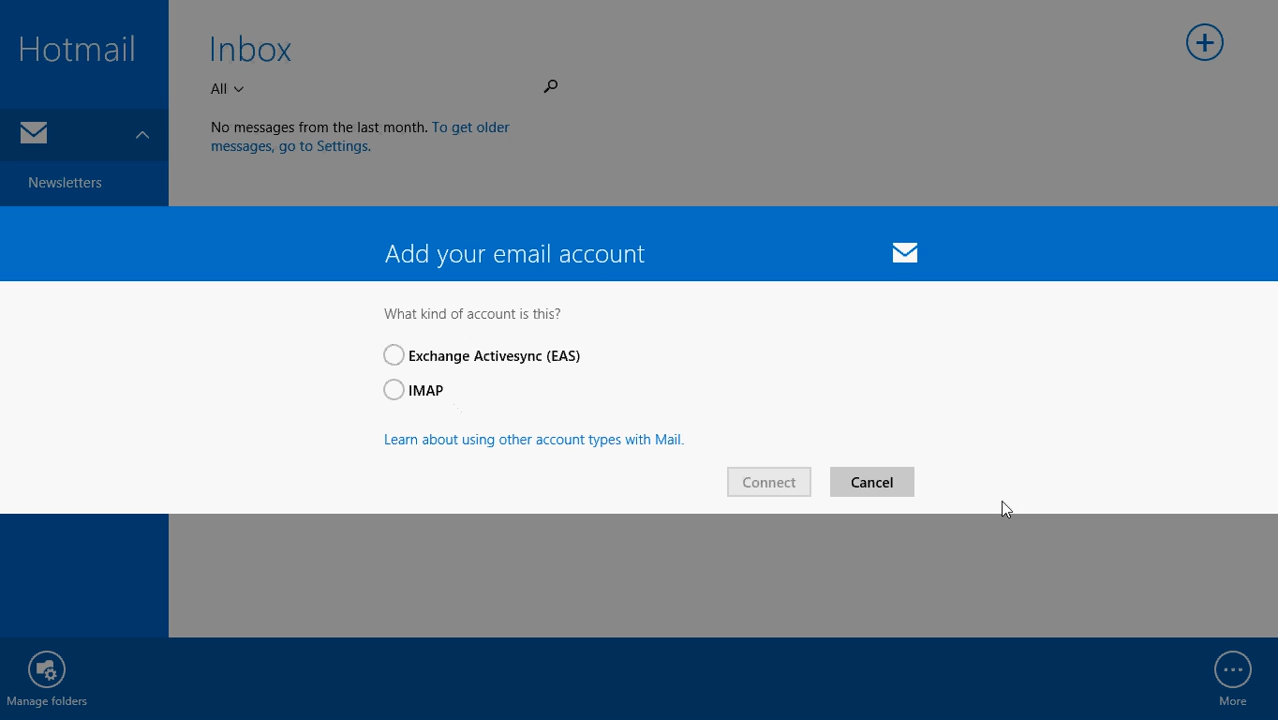 Hotmail
Inbox
All
No messages from the last month. To get older
messages, go to Settings.
Newsletters
Add your email account
What kind of account is this?
Exchange Activesync (EAS)
IMAP
Learn about using other account types with Mail.
Connect
Cancel
Manage folders
More